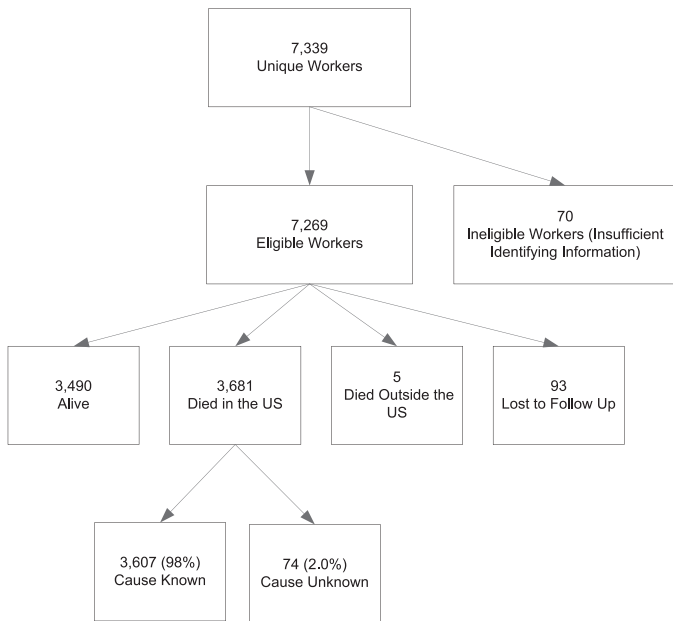 7,339
Unique Workers
7,269
Eligible Workers
70
Ineligible Workers (Insufficient
Identifying Information)
3,490
Alive
3,681
Died in the US
5
Died Outside the
US
93
Lost to Follow Up
3,607 (98%)
Cause Known
74 (2.0%)
Cause Unknown